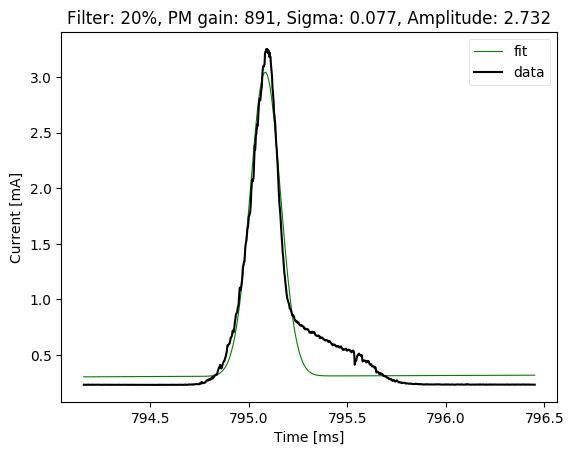 Filter: 20%, PM gain: 891, Sigma: 0.077, Amplitude: 2.732
fit
data
3.0
2.5
2.0
1.5
1.0
0.5
Current [mA]
794.5
795.0
795.5
796.0
796.5
Time [ms]